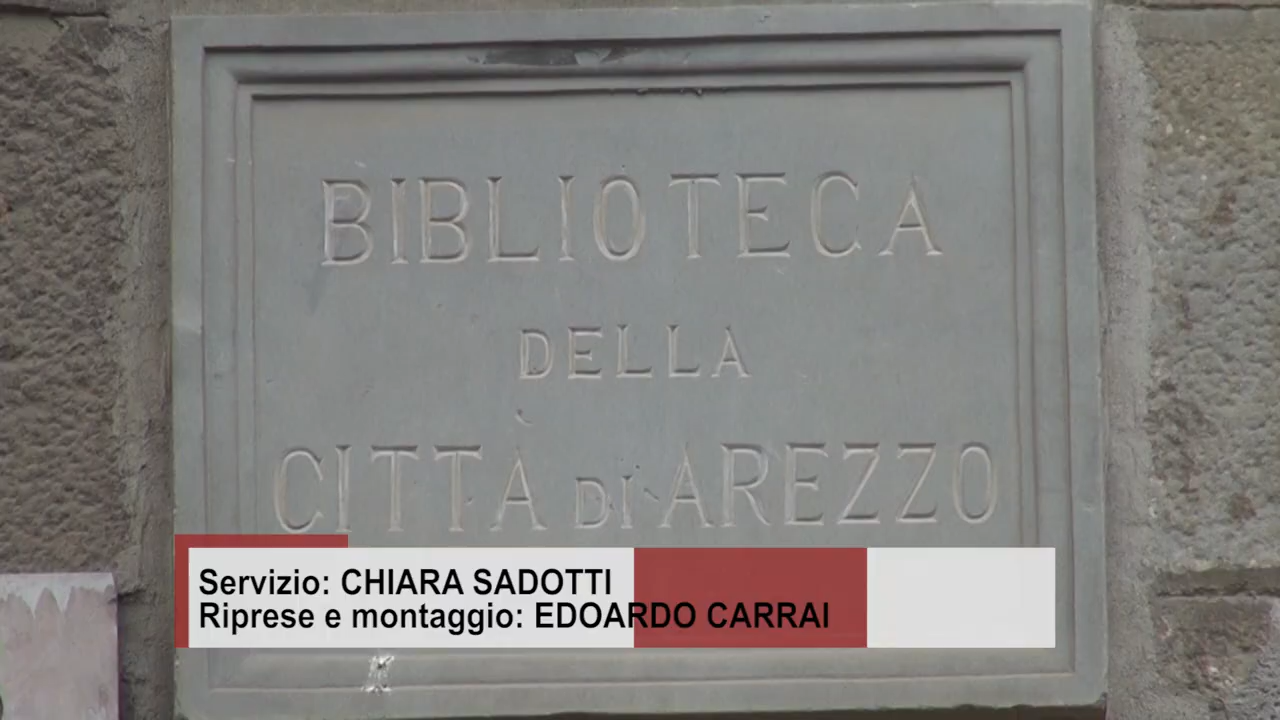 BIBLIOTECA
DELLA
CITTÀ DI AREZZO
Servizio: CHIARA SADOTTI
Riprese e montaggio: EDOARDO CARRAI